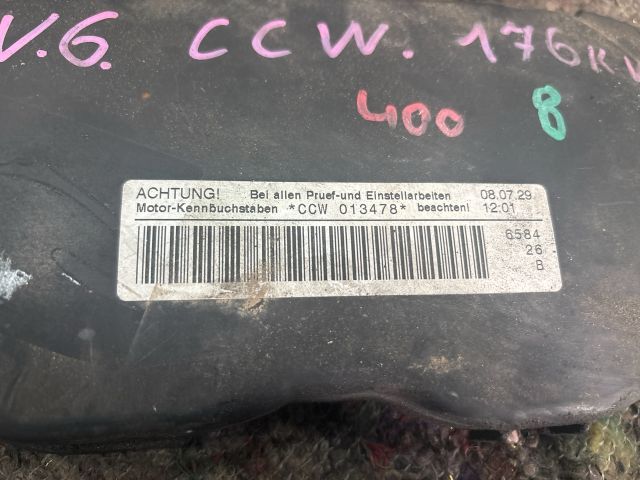 V.6. CCW. 176KW
400 8
ACHTUNG! Bei allen Pruef-und Einstellarbeiten 08.07.29.
Motor-Kennbuchstaben *CCW 013478* beachten! 12:01
6584
26
B